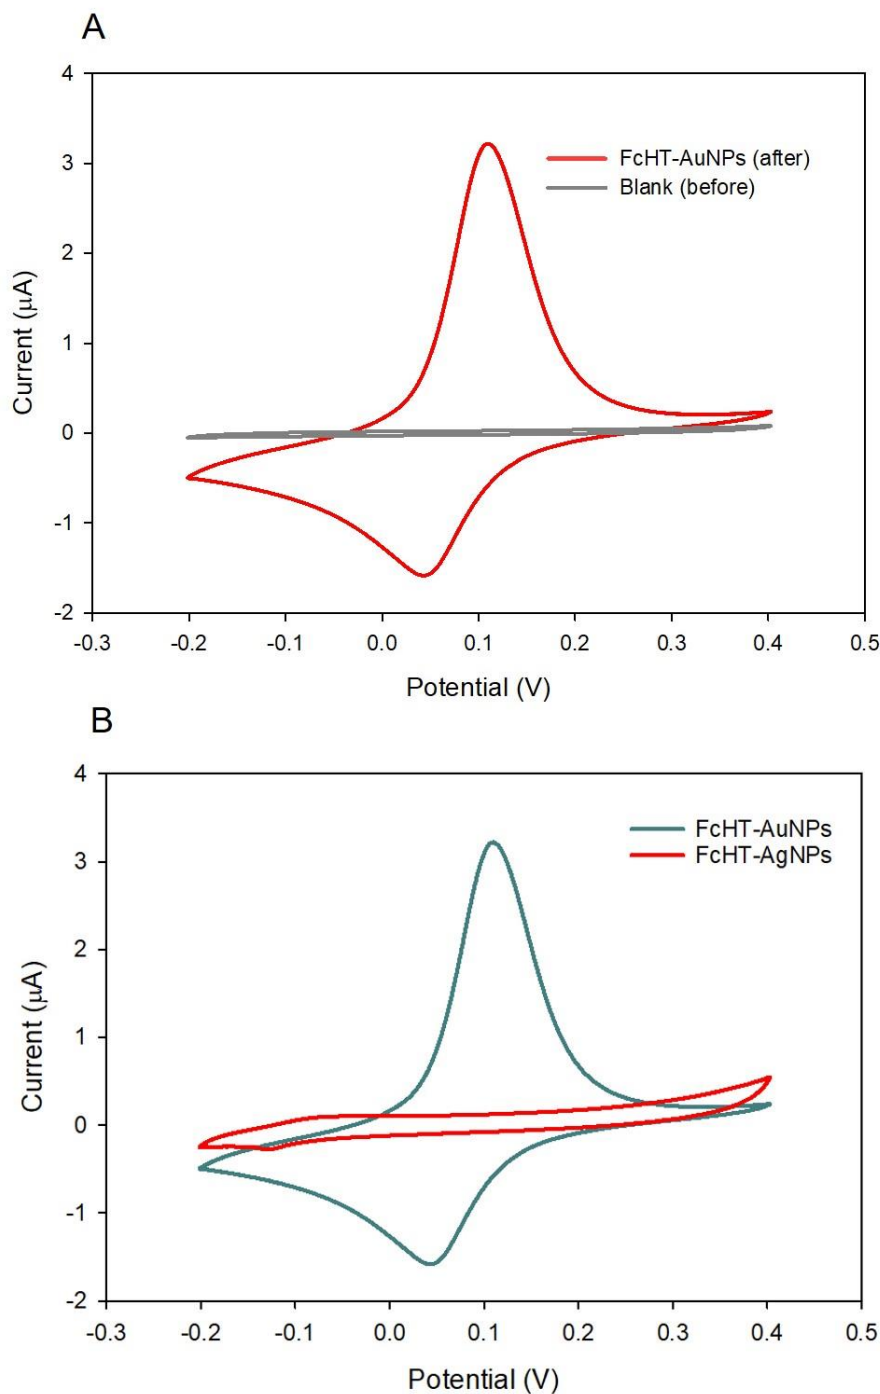 A
4
3
2
1
0
-1
-2
Current (μA)
FcHT-AuNPs (after)
Blank (before)
-0.3 -0.2 -0.1 0.0 0.1 0.2 0.3 0.4 0.5
Potential (V)
B
4
3
2
1
0
-1
-2
Current (μA)
FcHT-AuNPs
FcHT-AgNPs
-0.3 -0.2 -0.1 0.0 0.1 0.2 0.3 0.4 0.5
Potential (V)